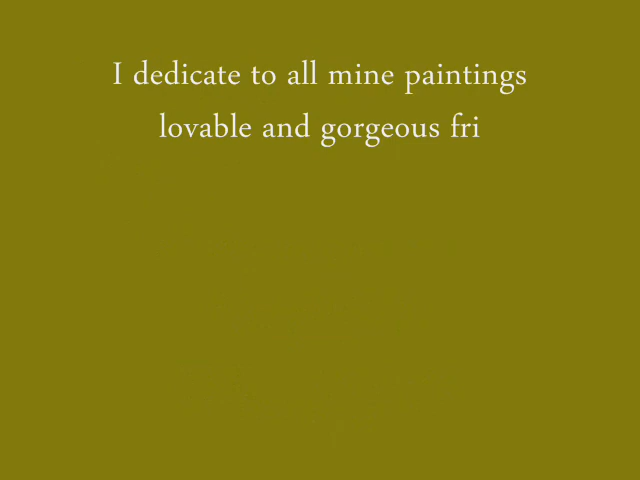 I dedicate to all mine paintings
lovable and gorgeous fri